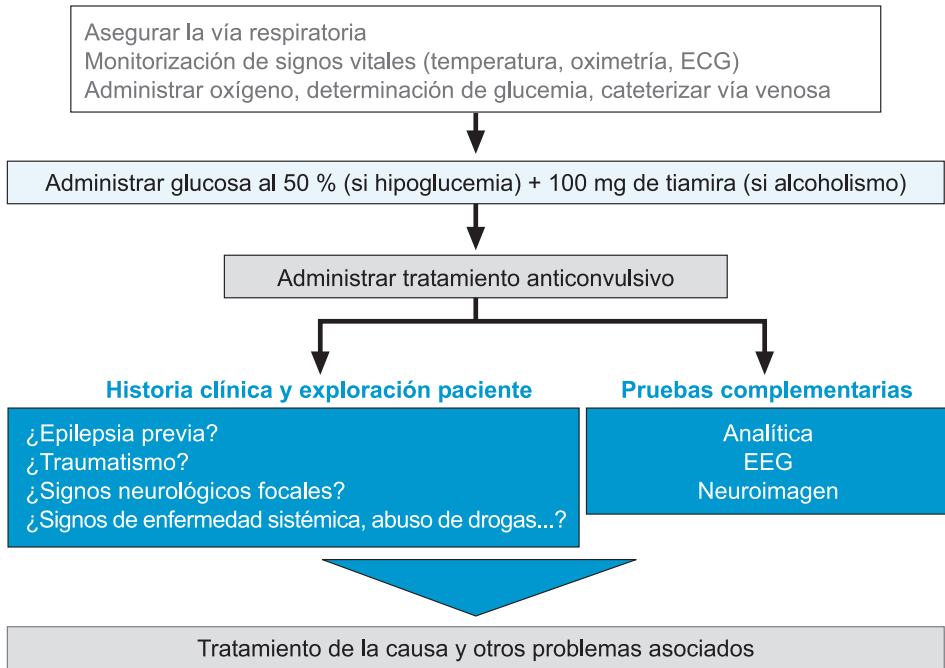 Asegurar la vía respiratoria
Monitorización de signos vitales (temperatura, oximetría, ECG)
Administrar oxígeno, determinación de glucemia, cateterizar vía venosa
Administrar glucosa al 50 % (si hipoglucemia) + 100 mg de tiamira (si alcoholismo)
Administrar tratamiento anticonvulsivo
Historia clínica y exploración paciente
¿Epilepsia previa?
¿Traumatismo?
¿Signos neurológicos focales?
¿Signos de enfermedad sistémica, abuso de drogas...?
Pruebas complementarias
Analítica
EEG
Neuroimagen
Tratamiento de la causa y otros problemas asociados